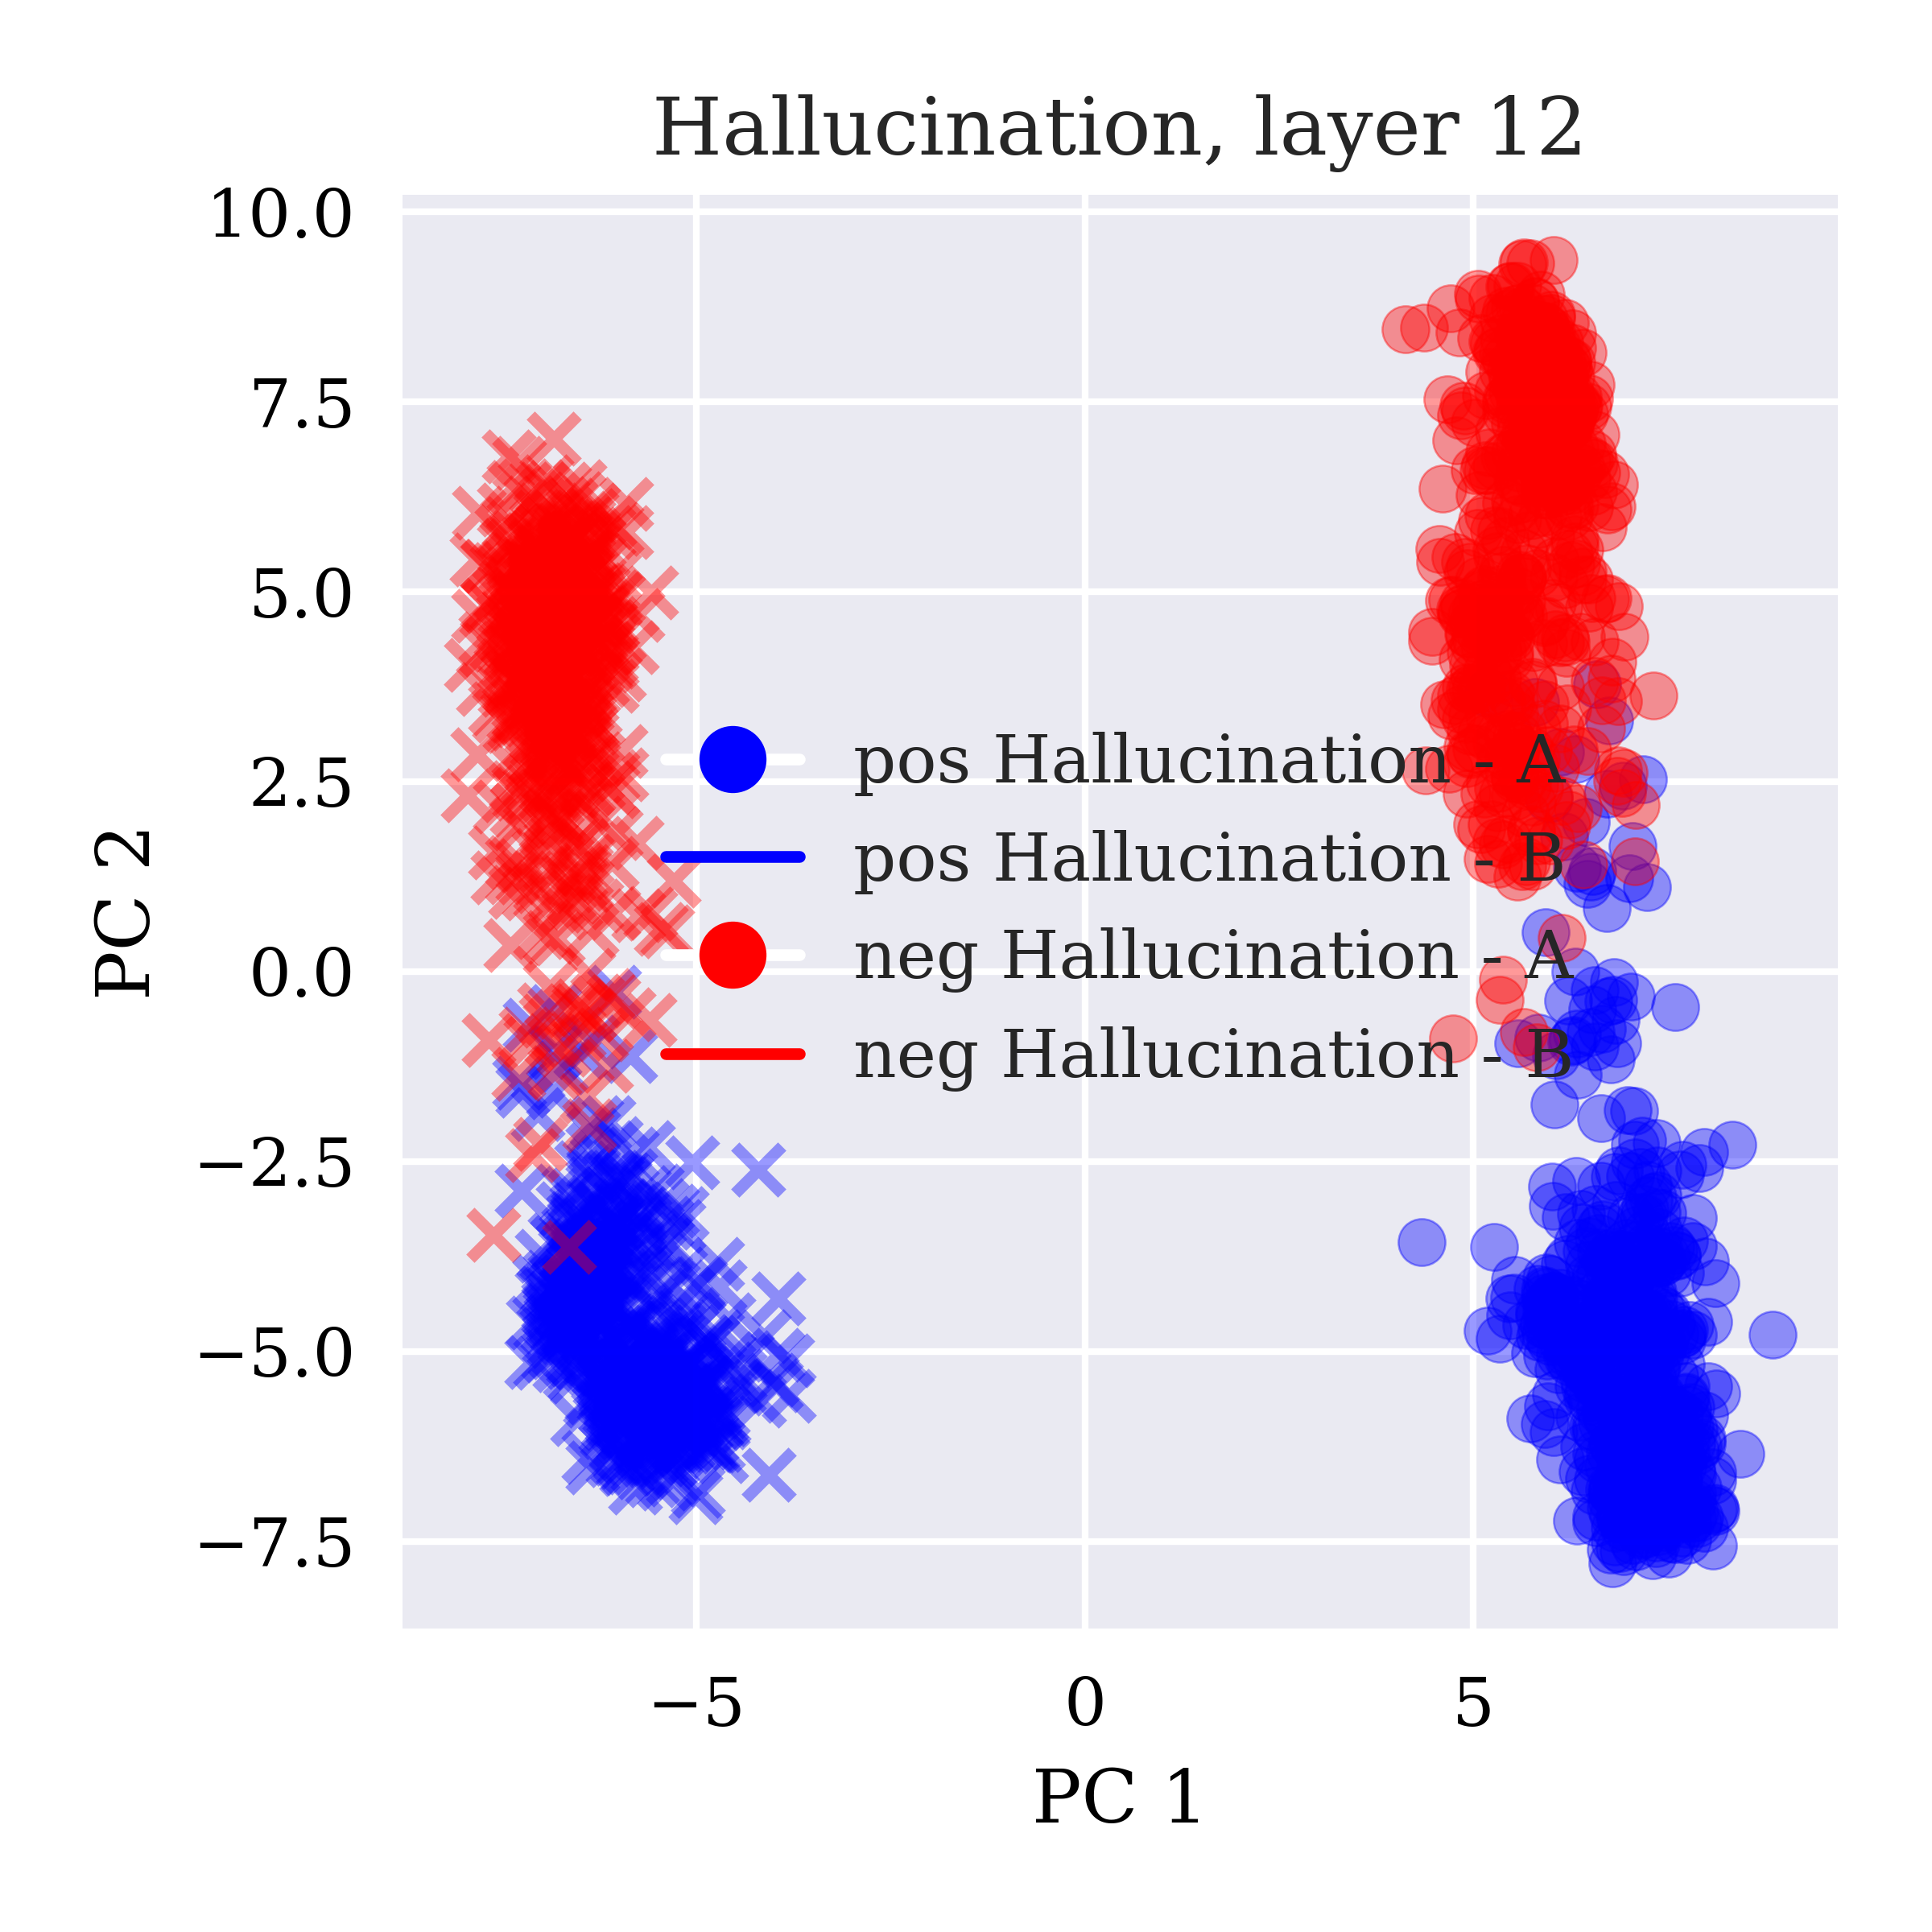 Hallucination, layer 12
10.0
7.5
5.0
2.5
0.0
−2.5
−5.0
−7.5
PC 2
pos Hallucination - A
pos Hallucination - B
neg Hallucination - A
neg Hallucination - B
−5 0 5
PC 1